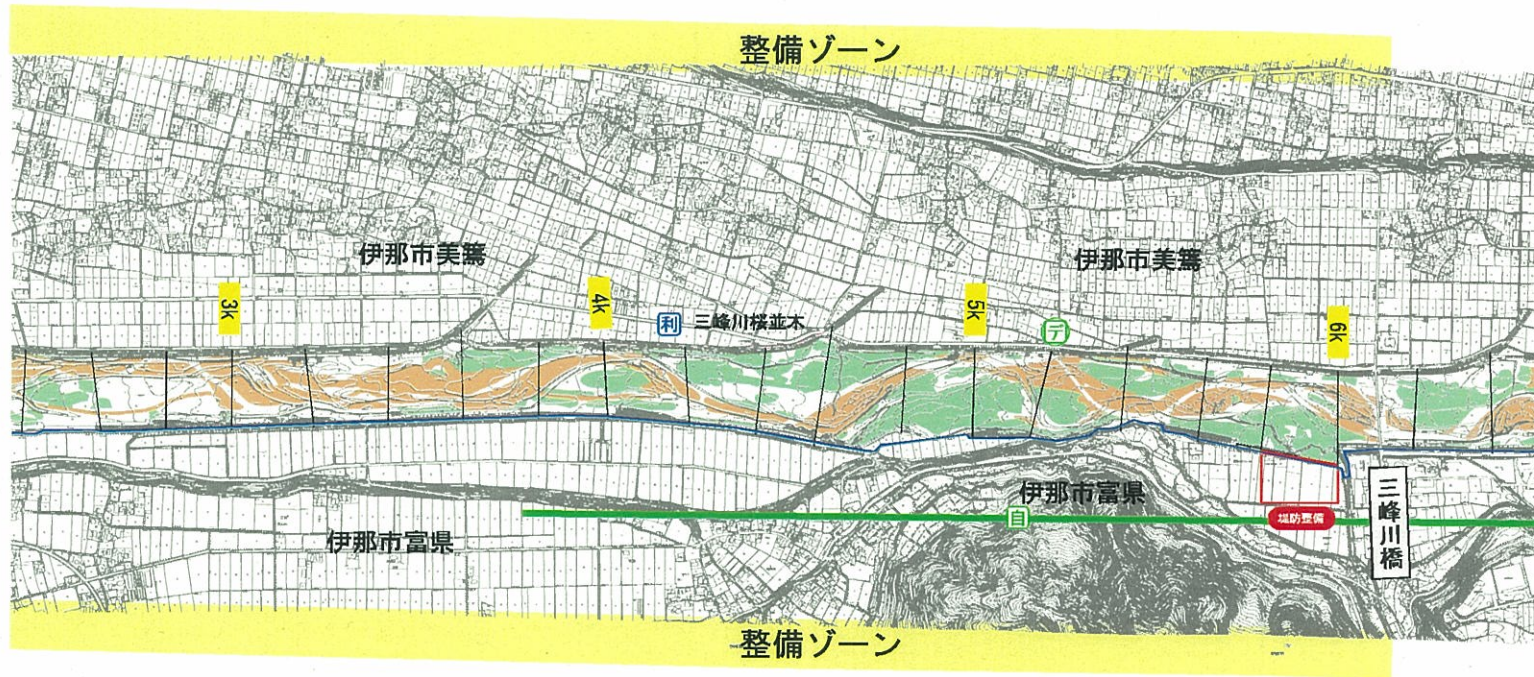 整備ゾーン
伊那市美篶
伊那市美篶
3k
4k
利
三峰川桜並木
5k
デ
6k
伊那市富県
自
堤防整備
三峰川橋
伊那市富県
整備ゾーン